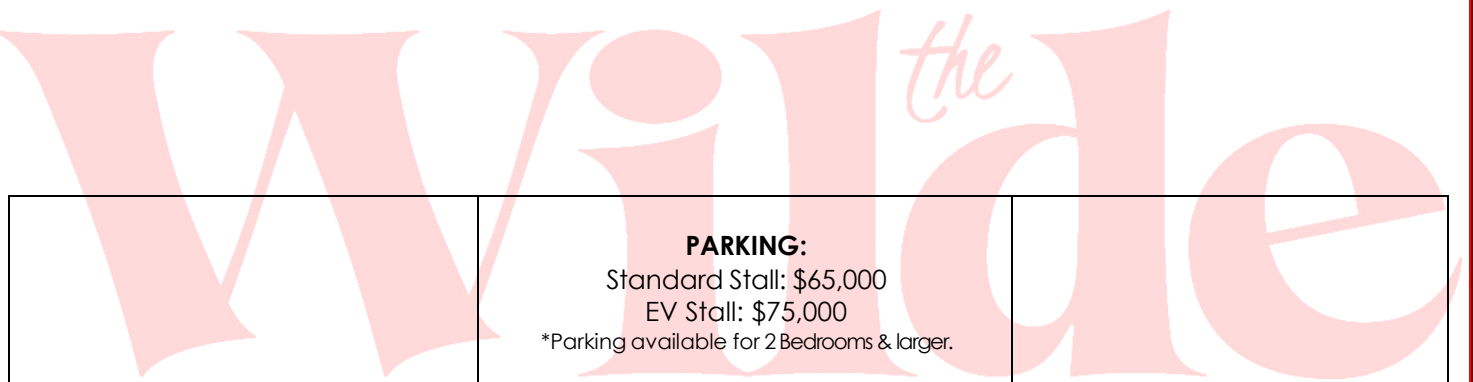 the
Wilde
PARKING:
Standard Stall: $65,000
EV Stall: $75,000
*Parking available for 2 Bedrooms & larger.